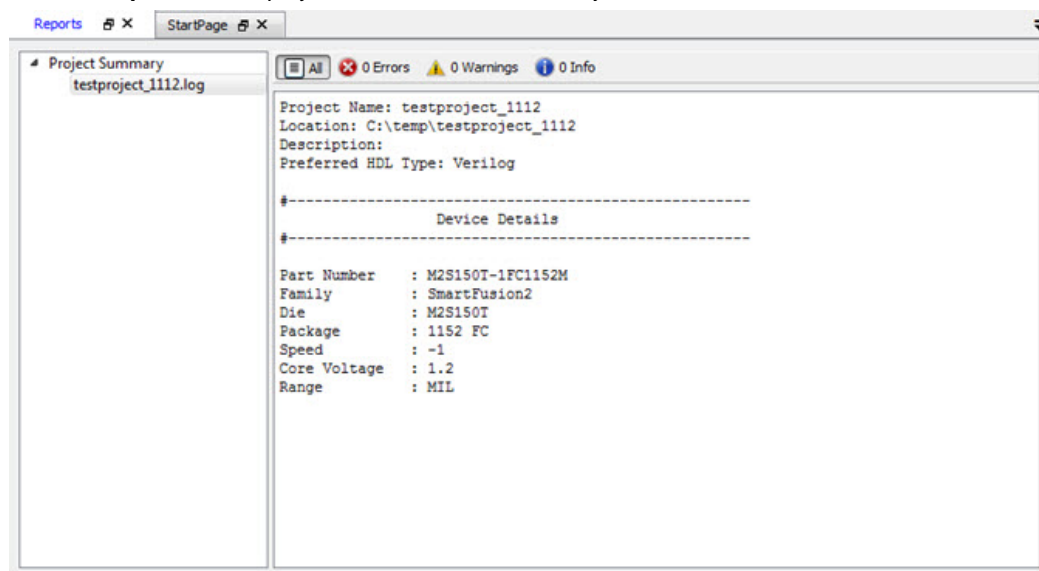 Reports
StartPage
Project Summary
testproject_1112.log
All 0 Errors 0 Warnings 0 Info
Project Name: testproject_1112
Location: C:\temp\testproject_1112
Description:
Preferred HDL Type: Verilog
#-----------------------------------------------------
Device Details
#-----------------------------------------------------
Part Number : M2S150T-1FC1152M
Family : SmartFusion2
Die : M2S150T
Package : 1152 FC
Speed : -1
Core Voltage : 1.2
Range : MIL